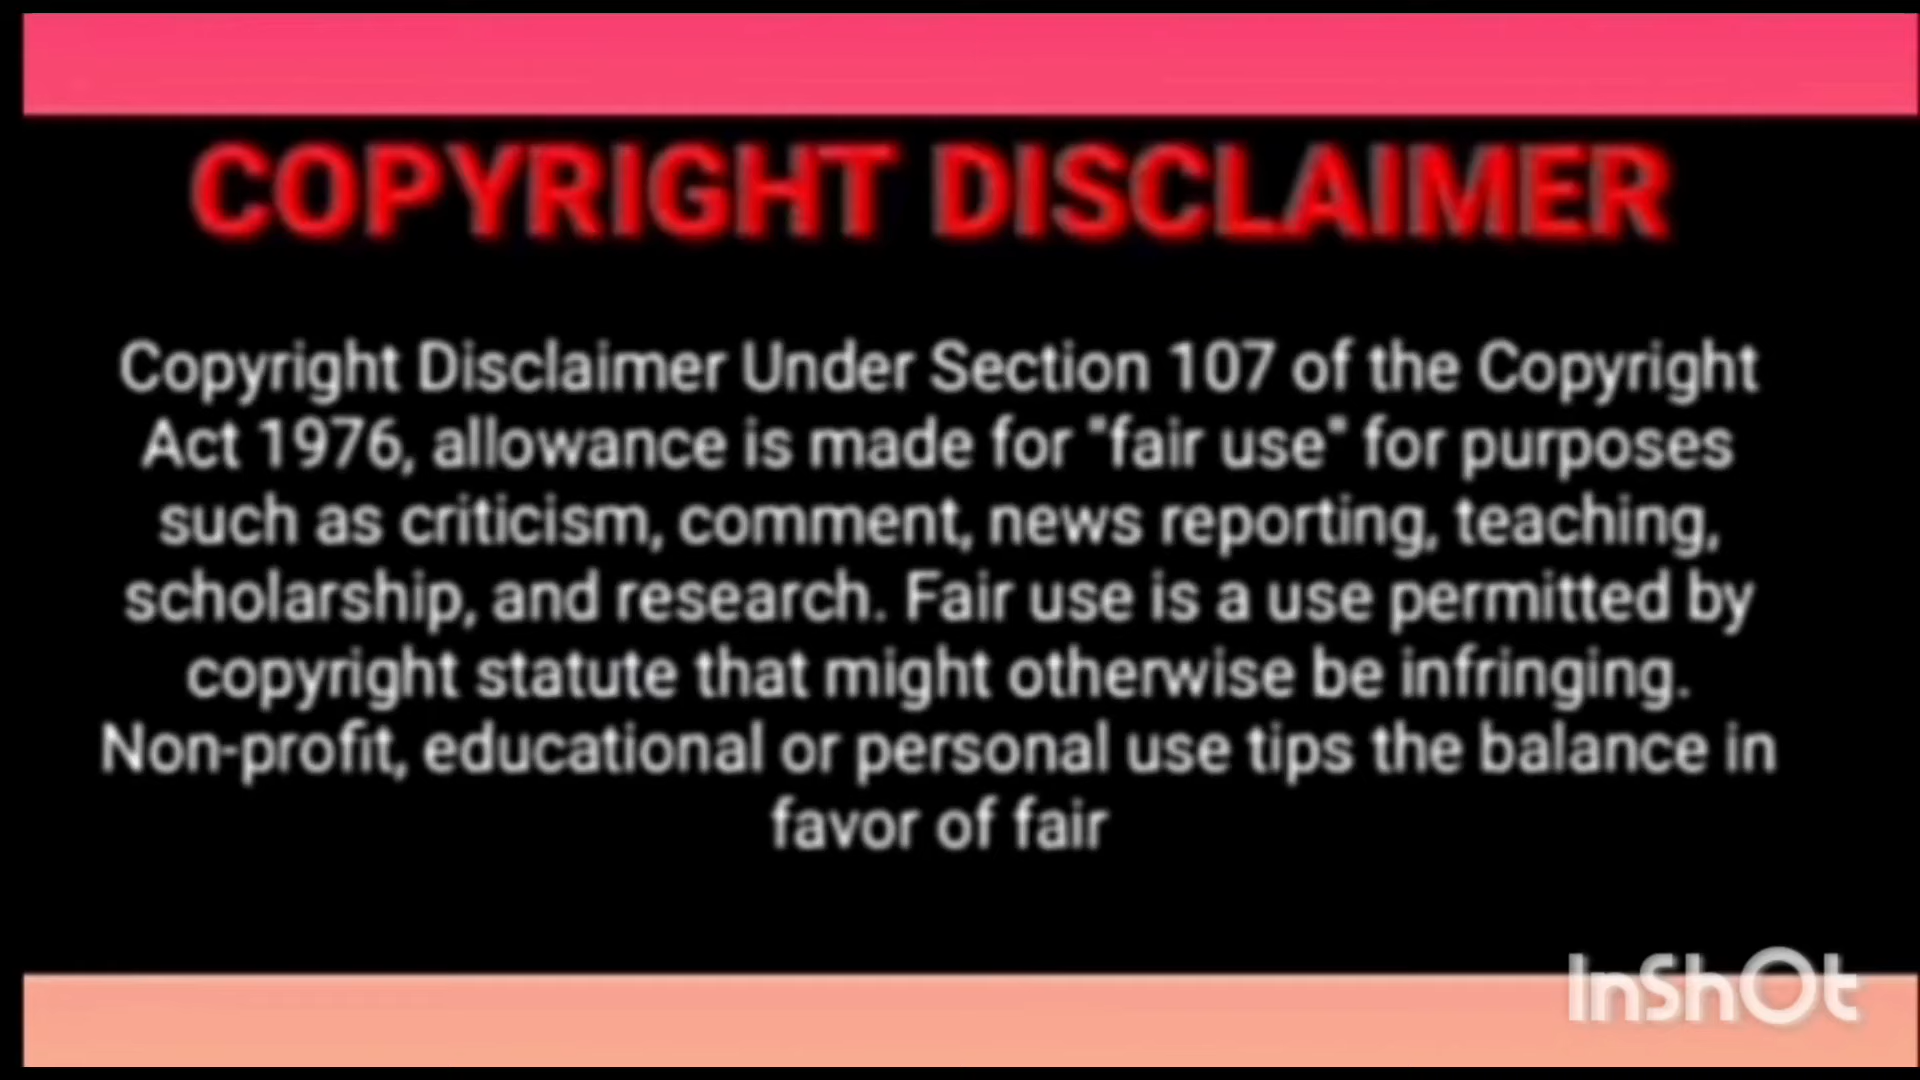 COPYRIGHT DISCLAIMER
Copyright Disclaimer Under Section 107 of the Copyright
Act 1976, allowance is made for "fair use" for purposes
such as criticism, comment, news reporting, teaching,
scholarship, and research. Fair use is a use permitted by
copyright statute that might otherwise be infringing.
Non-profit, educational or personal use tips the balance in
favor of fair
InShOt